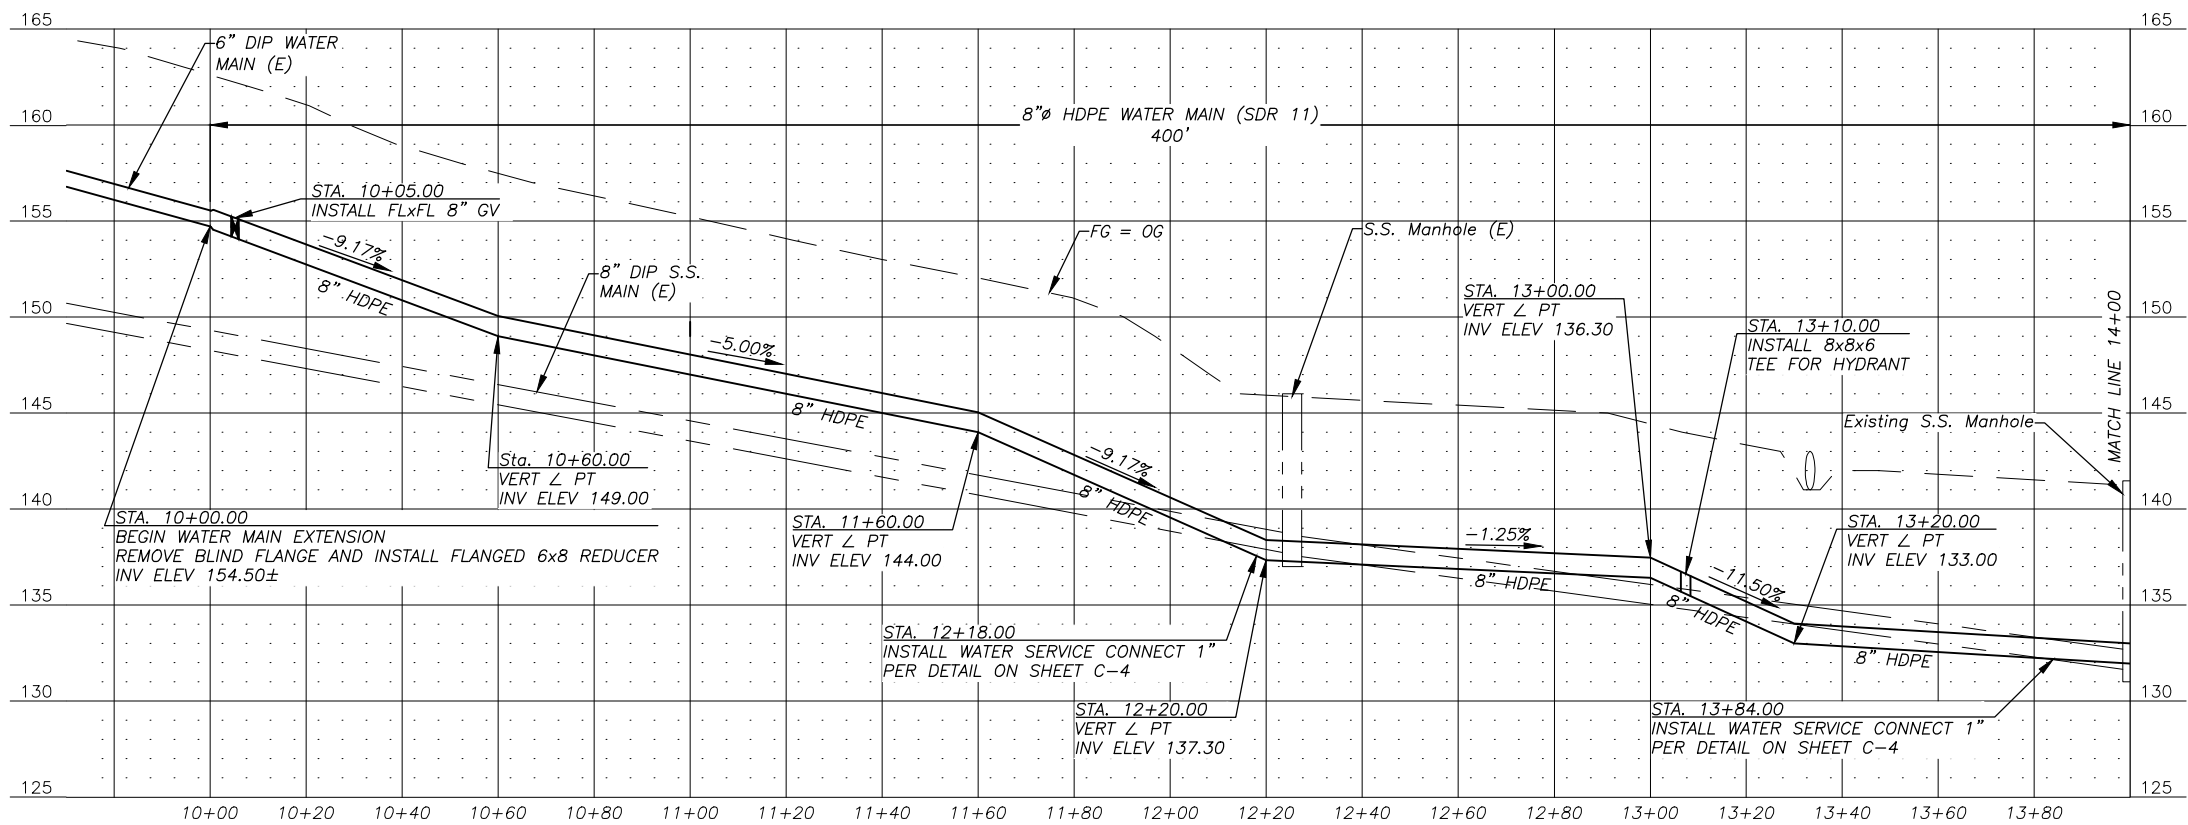 165
165
6" DIP WATER
MAIN (E)
8"ø HDPE WATER MAIN (SDR 11)
400'
160
160
STA. 10+05.00
INSTALL FLxFL 8" GV
155
155
-9.17%
8" HDPE
FG = OG
S.S. Manhole (E)
8" DIP S.S.
MAIN (E)
STA. 13+00.00
VERT ∠ PT
INV ELEV 136.30
STA. 13+10.00
INSTALL 8x8x6
TEE FOR HYDRANT
MATCH LINE 14+00
150
150
-5.00%
8" HDPE
145
145
Existing S.S. Manhole
-9.17%
8" HDPE
Sta. 10+60.00
VERT ∠ PT
INV ELEV 149.00
140
140
STA. 10+00.00
BEGIN WATER MAIN EXTENSION
REMOVE BLIND FLANGE AND INSTALL FLANGED 6x8 REDUCER
INV ELEV 154.50±
STA. 11+60.00
VERT ∠ PT
INV ELEV 144.00
-1.25%
8" HDPE
STA. 13+20.00
VERT ∠ PT
INV ELEV 133.00
-11.50%
8" HDPE
135
135
STA. 12+18.00
INSTALL WATER SERVICE CONNECT 1"
PER DETAIL ON SHEET C-4
8" HDPE
130
130
STA. 12+20.00
VERT ∠ PT
INV ELEV 137.30
STA. 13+84.00
INSTALL WATER SERVICE CONNECT 1"
PER DETAIL ON SHEET C-4
125
125
10+00 10+20 10+40 10+60 10+80 11+00 11+20 11+40 11+60 11+80 12+00 12+20 12+40 12+60 12+80 13+00 13+20 13+40 13+60 13+80